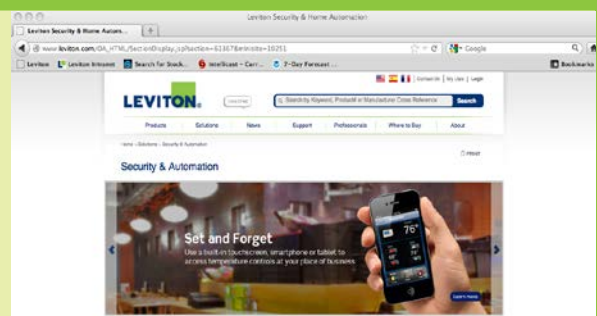 Leviton Security & Home Automation
Leviton Security & Home Autom...
www.leviton.com/OA_HTML/SectionDisplay.jsp?section=61367&minisite=10251
Google
Leviton
Leviton Intranet
Search for Stock...
Intellicast - Curr...
7-Day Forecast ...
Bookmarks
My List | Login
LEVITON®
Search by Keyword, Product# or Manufacturer Cross Reference
Search
Products
Solutions
News
Support
Professionals
Where to Buy
About
Home > Solutions > Security & Automation
PRINT
Security & Automation
Set and Forget
Use a built-in touchscreen, smartphone or tablet to
access temperature controls at your place of business
76°
Learn more